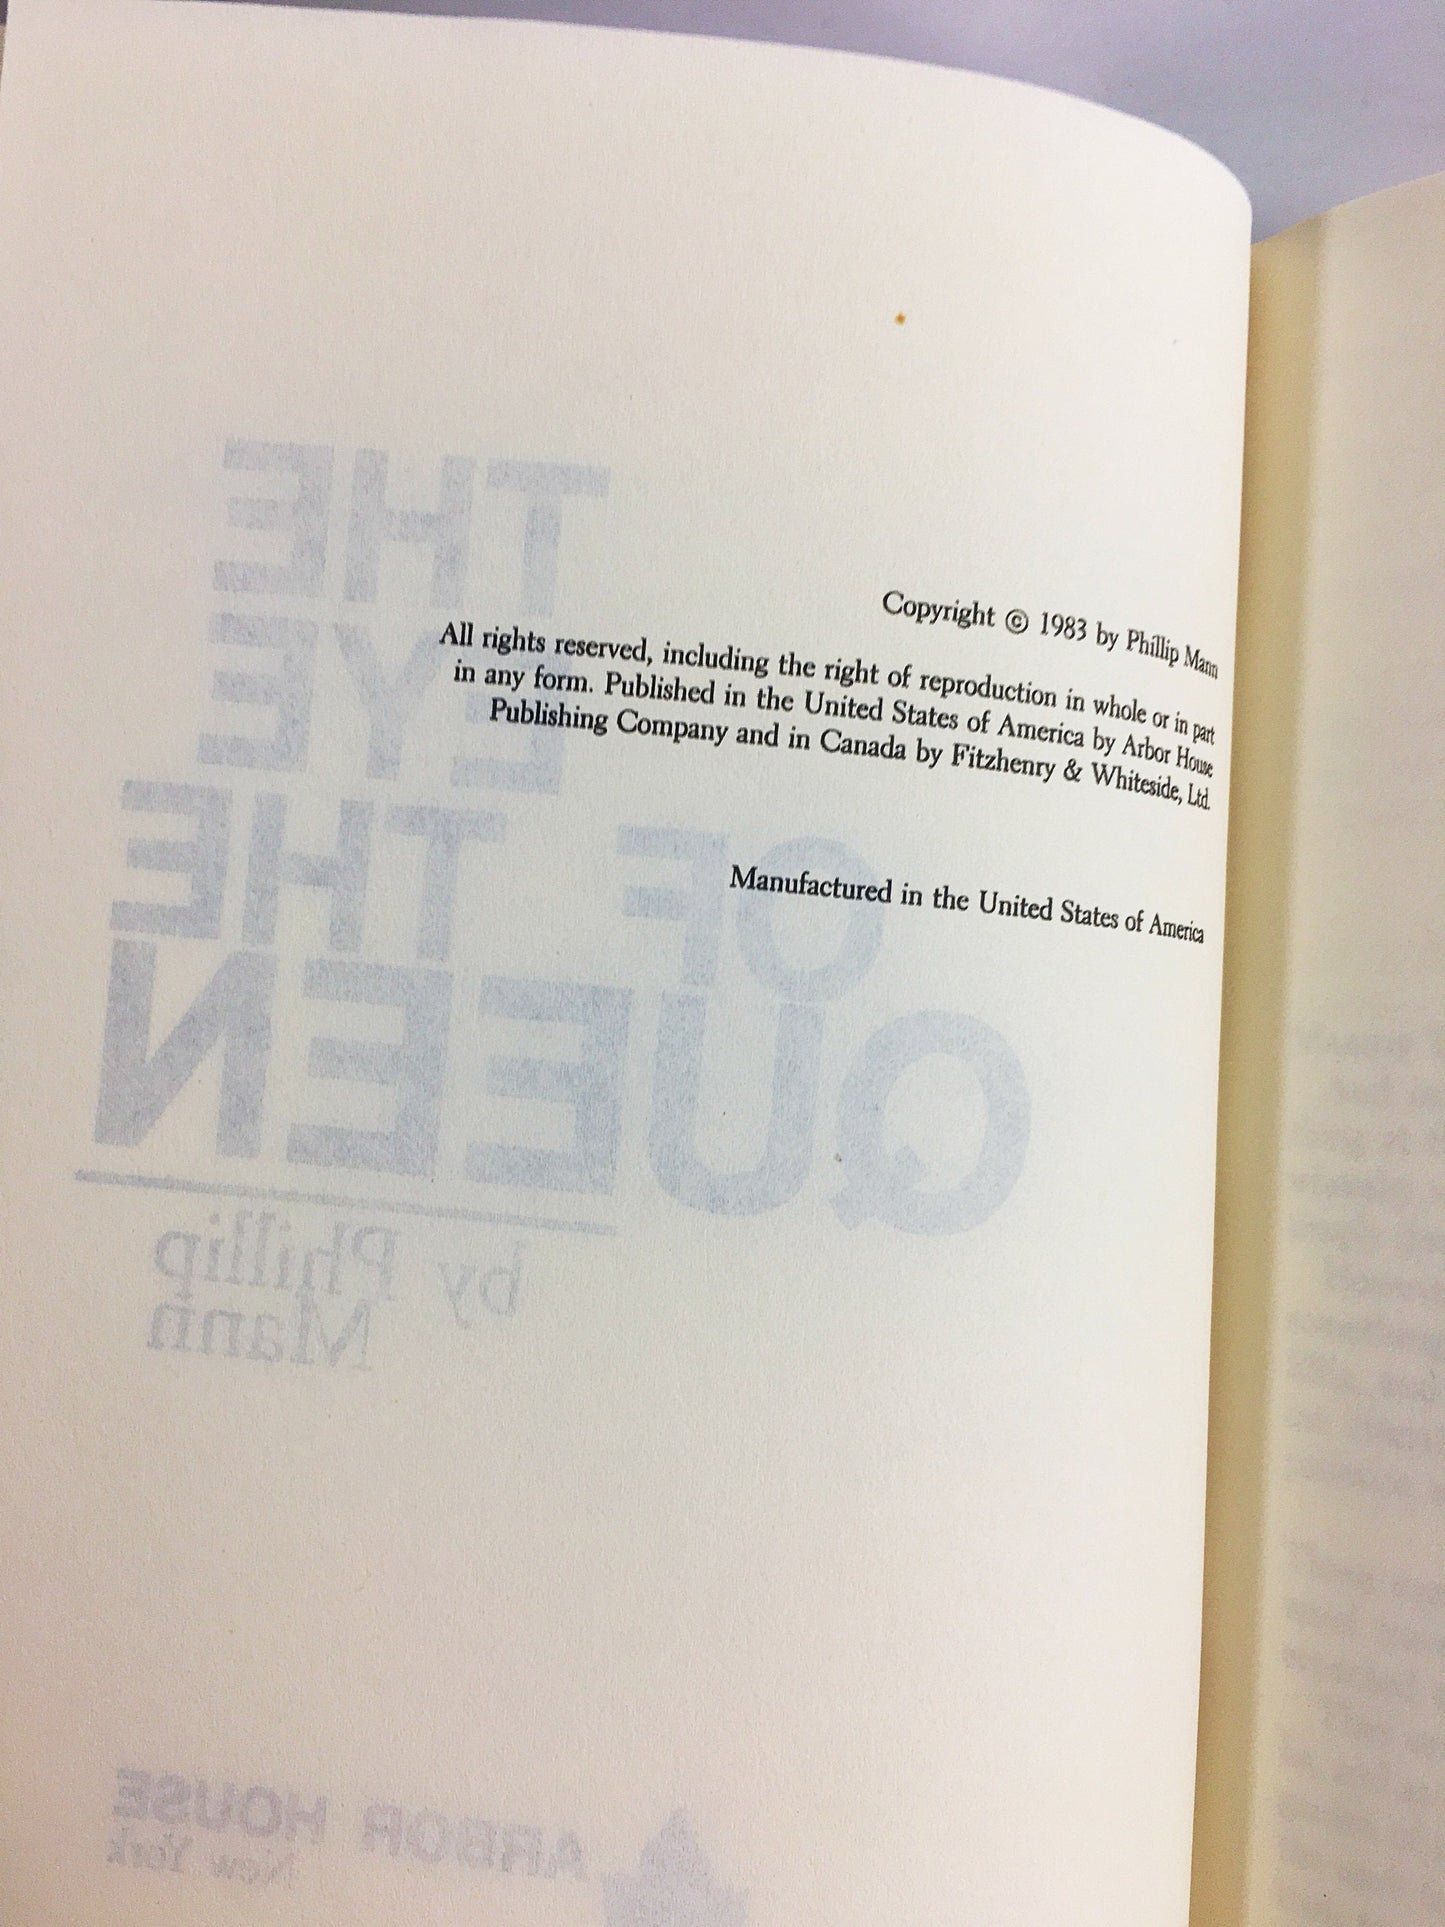 Copyright © 1983 by Phillip Mann
All rights reserved, including the right of reproduction in whole or in part
in any form. Published in the United States of America by Arbor House
Publishing Company and in Canada by Fitzhenry & Whiteside, Ltd.
Manufactured in the United States of America
THE
EYE
OF THE
QUEEN
by Phillip
Mann
ARBOR HOUSE
New York